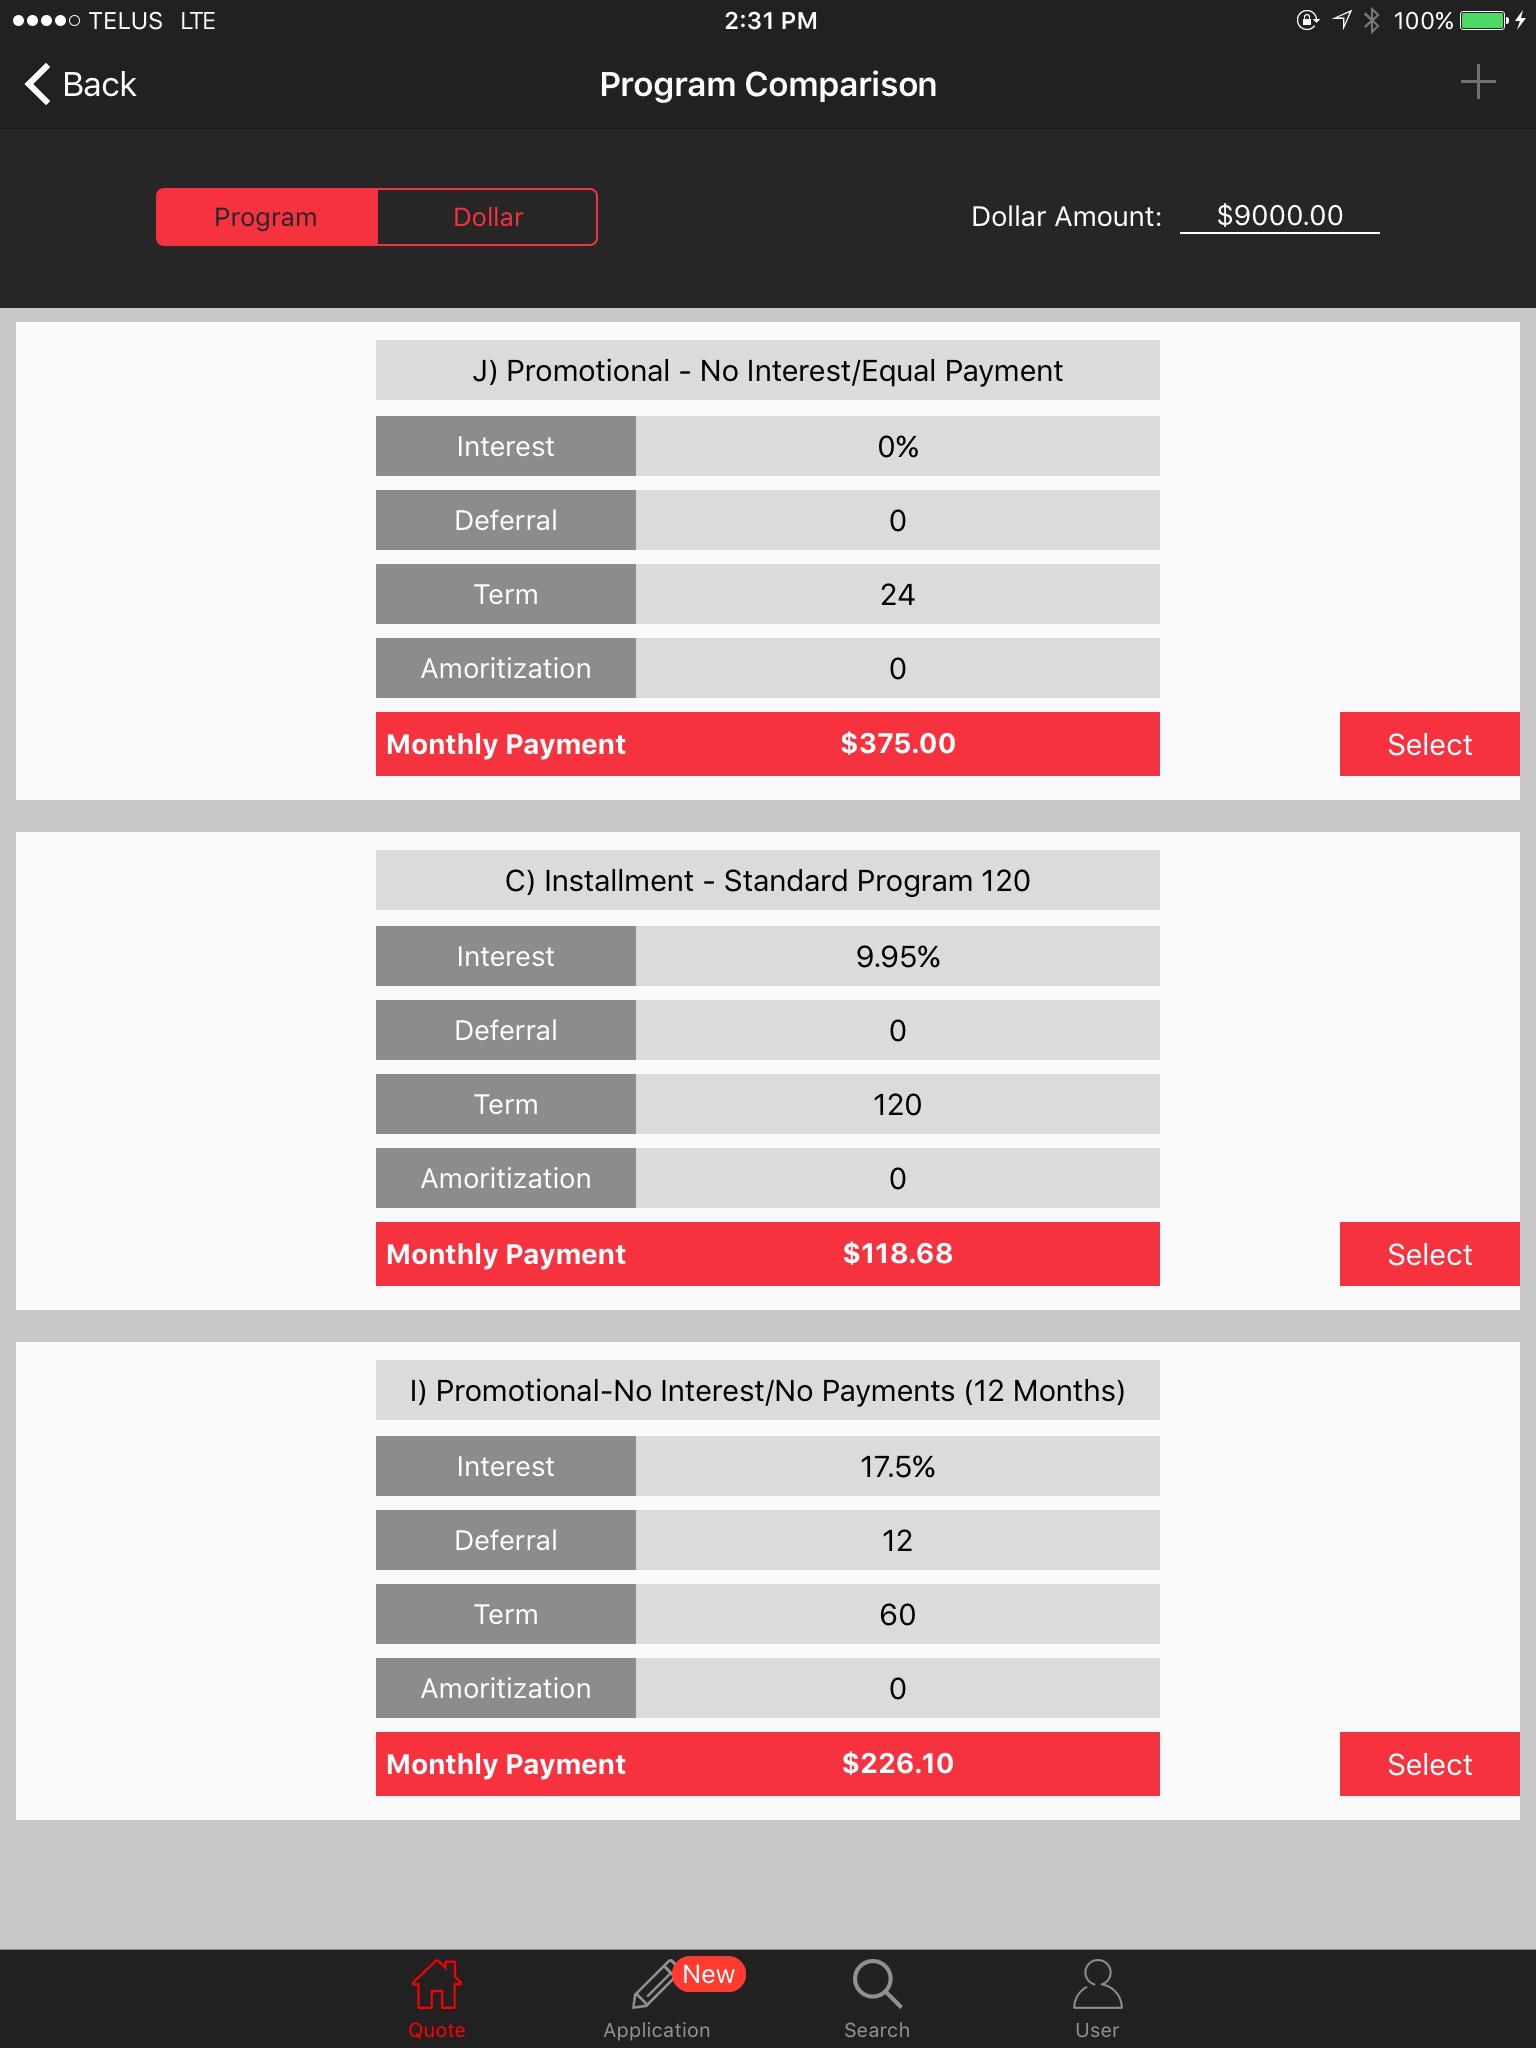 TELUS LTE 2:31 PM 100%
Back Program Comparison
Program Dollar Dollar Amount: $9000.00
J) Promotional - No Interest/Equal Payment
Interest 0%
Deferral 0
Term 24
Amoritization 0
Monthly Payment $375.00 Select
C) Installment - Standard Program 120
Interest 9.95%
Deferral 0
Term 120
Amoritization 0
Monthly Payment $118.68 Select
I) Promotional-No Interest/No Payments (12 Months)
Interest 17.5%
Deferral 12
Term 60
Amoritization 0
Monthly Payment $226.10 Select
New
Quote Application Search User